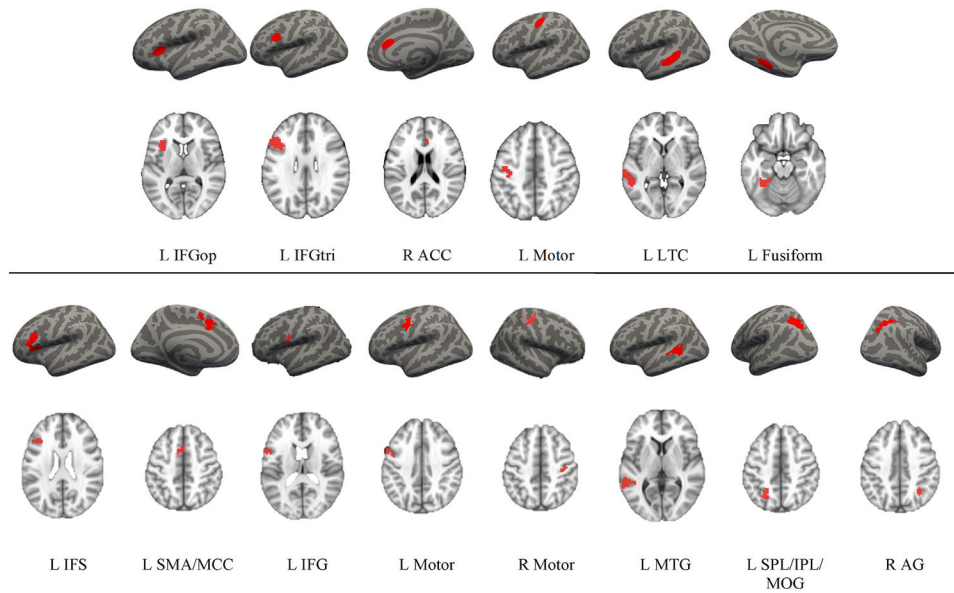 L IFGop L IFGtri R ACC L Motor L LTC L Fusiform
L IFS L SMA/MCC L IFG L Motor R Motor L MTG L SPL/IPL/ R AG
MOG